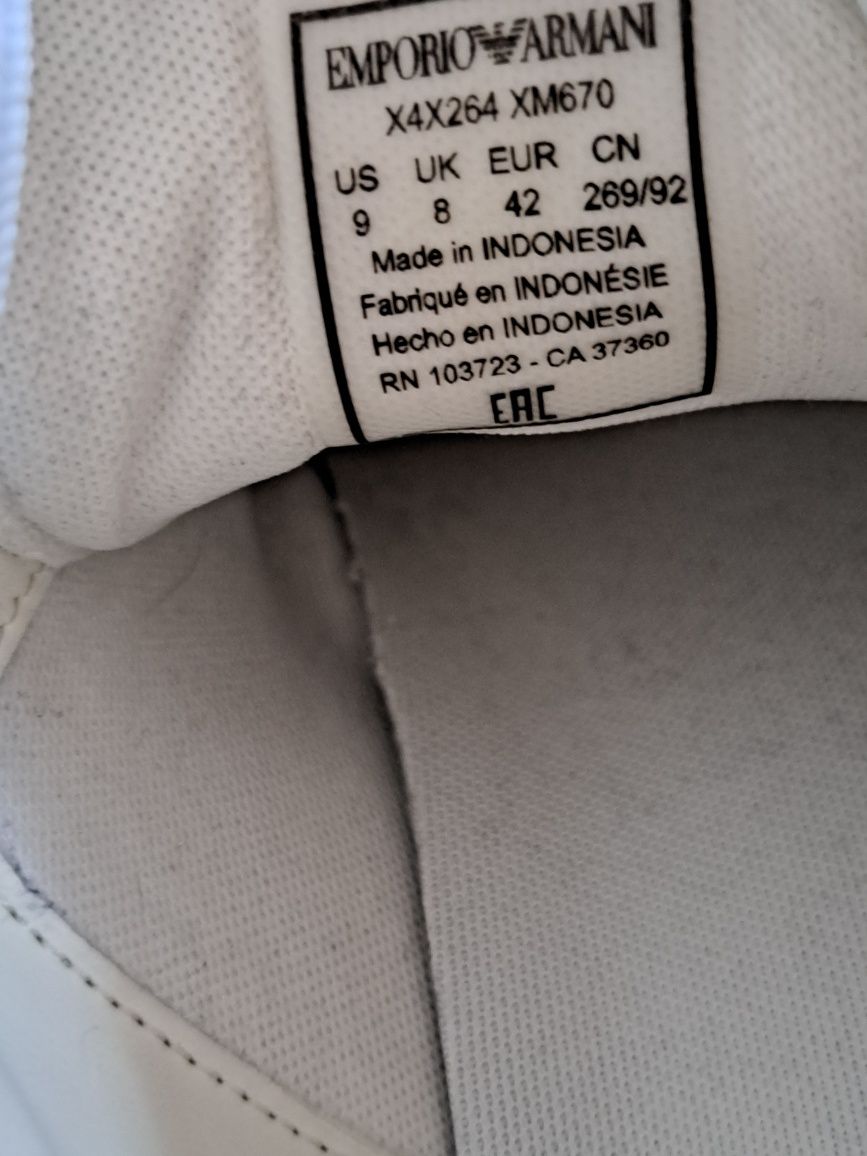 EMPORIO ARMANI
X4X264 XM670
US UK EUR CN
9 8 42 269/92
Made in INDONESIA
Fabriqué en INDONÉSIE
Hecho en INDONESIA
RN 103723 - CA 37360
EAC